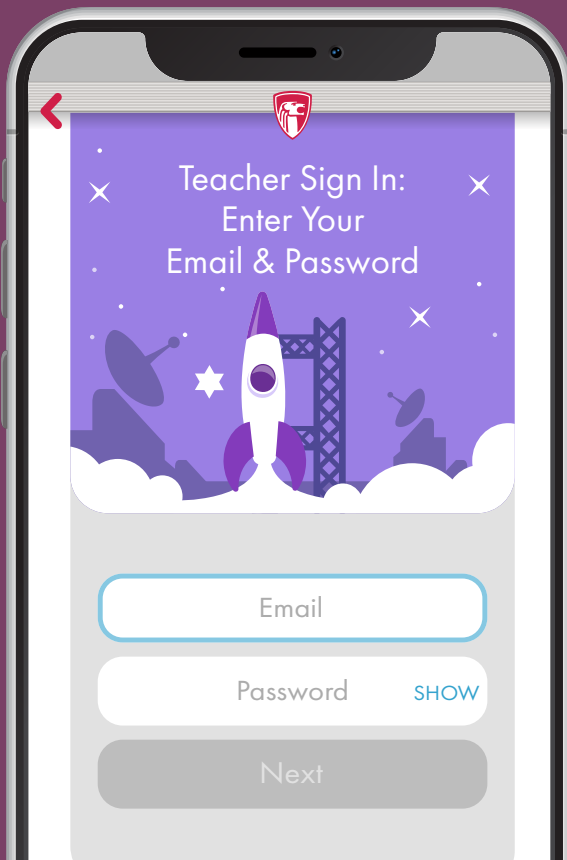 Teacher Sign In:
Enter Your
Email & Password
Email
Password SHOW
Next